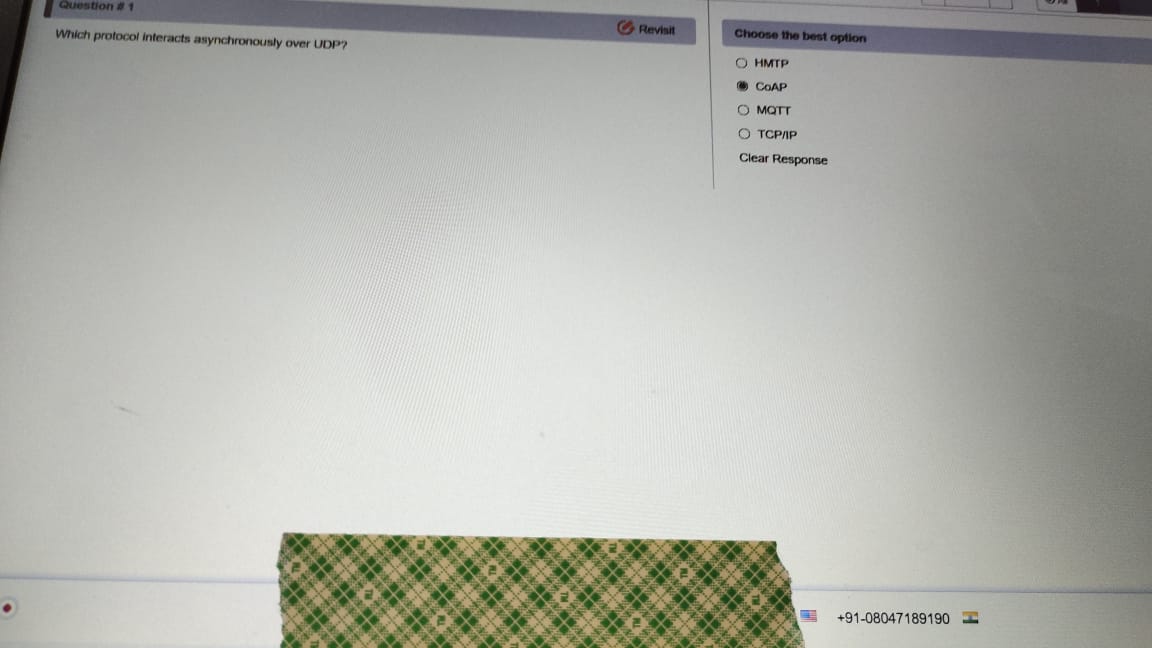 Question # 1
Revisit
Which protocol interacts asynchronously over UDP?
Choose the best option
HMTP
CoAP
MQTT
TCP/IP
Clear Response
+91-08047189190